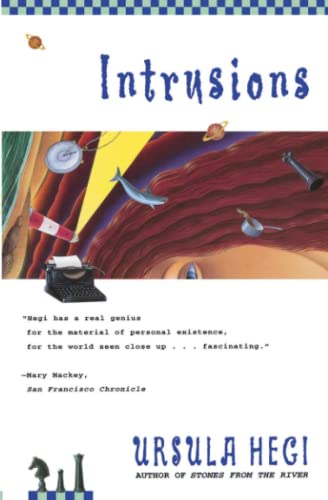 Intrusions
"Hegi has a real genius
for the material of personal existence,
for the world seen close up . . . fascinating."
—Mary Mackey,
San Francisco Chronicle
URSULA HEGI
AUTHOR OF STONES FROM THE RIVER